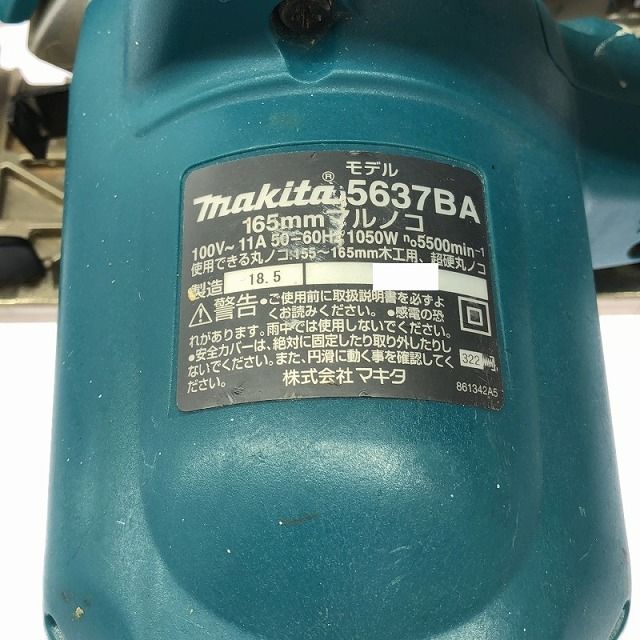 モデル
makita® 5637BA
165mmマルノコ
100V~ 11A 50-60Hz 1050W n₀5500min⁻¹
使用できる丸ノコ:155~165mm木工用、超硬丸ノコ
製造 -18.5
⚠警告 ●ご使用前に取扱説明書を必ずよ
くお読みください。 ●感電の恐
れがあります。雨中では使用しないでください。
●安全カバーは、絶対に固定したり取り外したりし
ないでください。また、円滑に動く事を確認してく
ださい。
322
株式会社 マキタ
861342A5